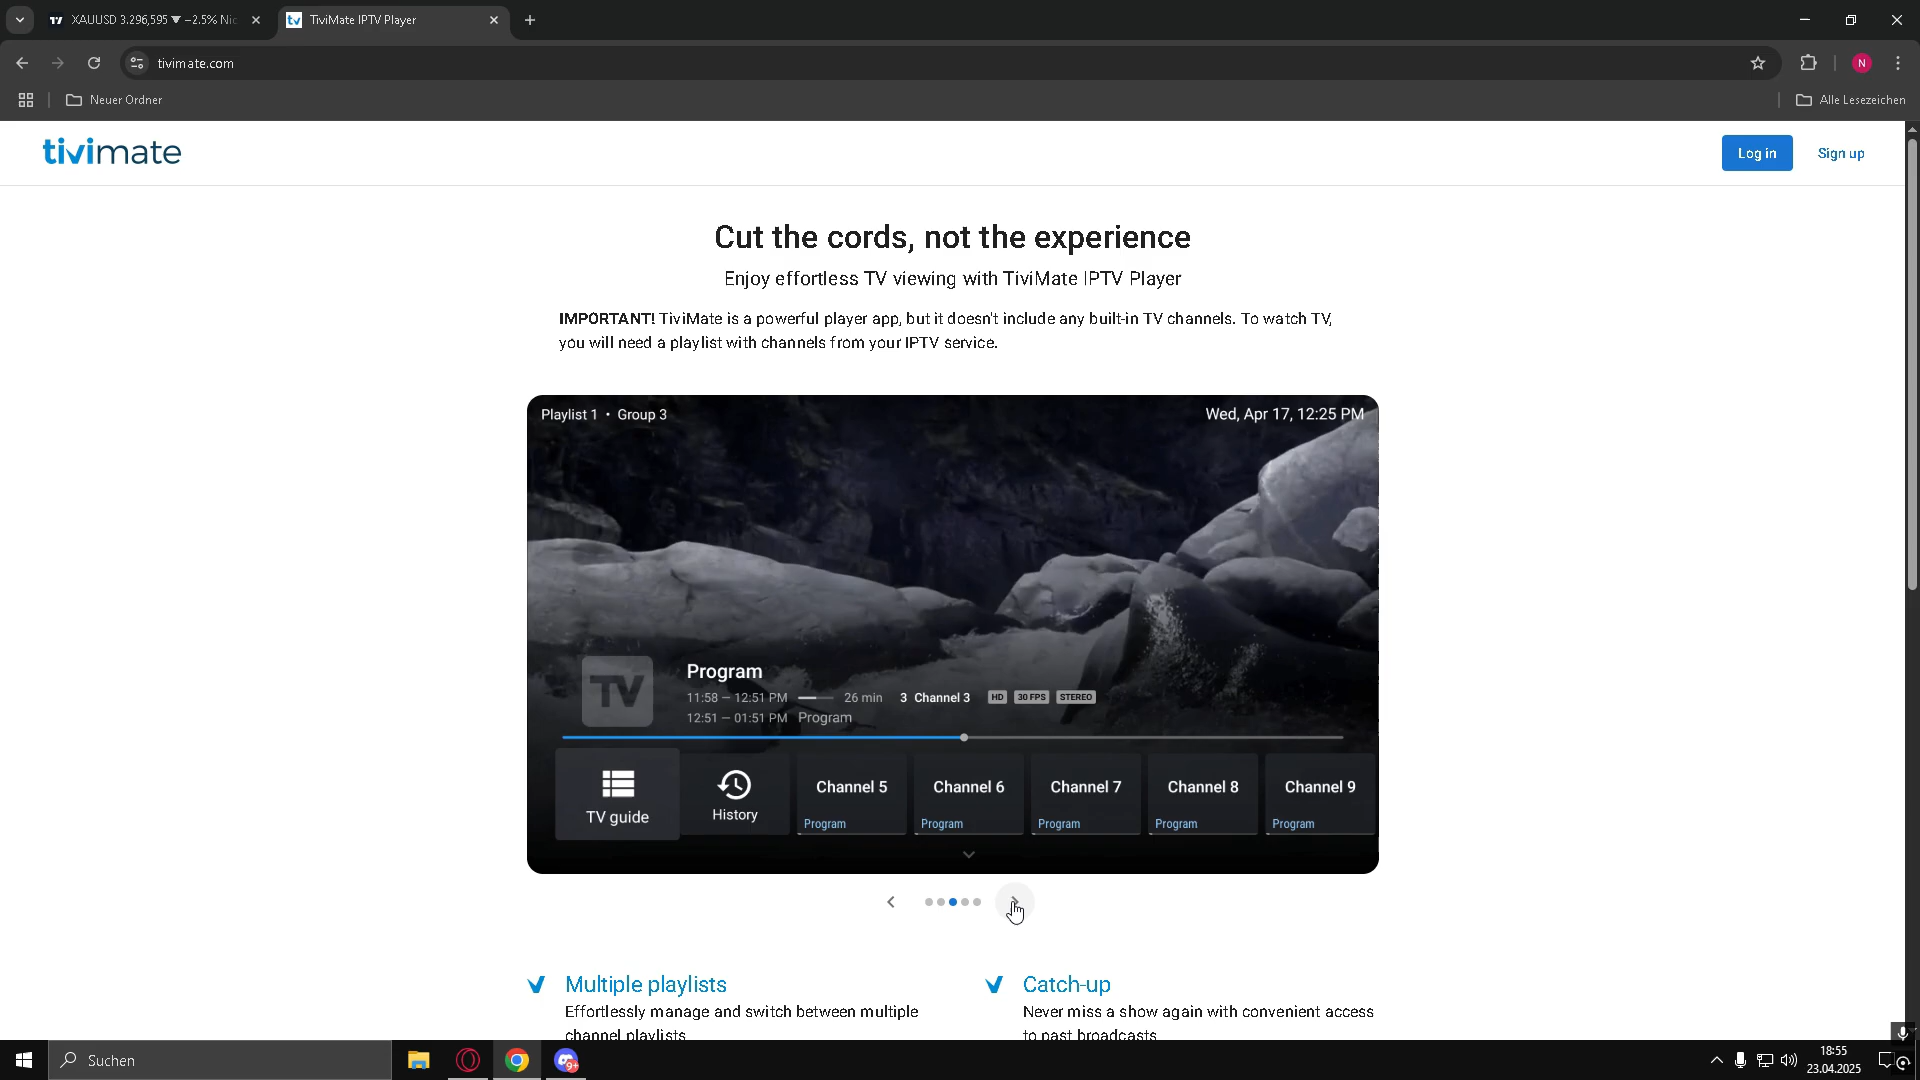 XAUUSD 3.296,595 ▼ −2.5% Nic
TiviMate IPTV Player
tivimate.com
N
Neuer Ordner
Alle Lesezeichen
tivimate
Log in
Sign up
Cut the cords, not the experience
Enjoy effortless TV viewing with TiviMate IPTV Player
IMPORTANT! TiviMate is a powerful player app, but it doesn't include any built-in TV channels. To watch TV,
you will need a playlist with channels from your IPTV service.
Playlist 1 • Group 3
Wed, Apr 17, 12:25 PM
TV
Program
11:58 — 12:51 PM 26 min 3 Channel 3 HD 30 FPS STEREO
12:51 — 01:51 PM Program
TV guide
History
Channel 5
Program
Channel 6
Program
Channel 7
Program
Channel 8
Program
Channel 9
Program
Multiple playlists
Effortlessly manage and switch between multiple
channel playlists
Catch-up
Never miss a show again with convenient access
to past broadcasts
Suchen
9+
18:55
23.04.2025